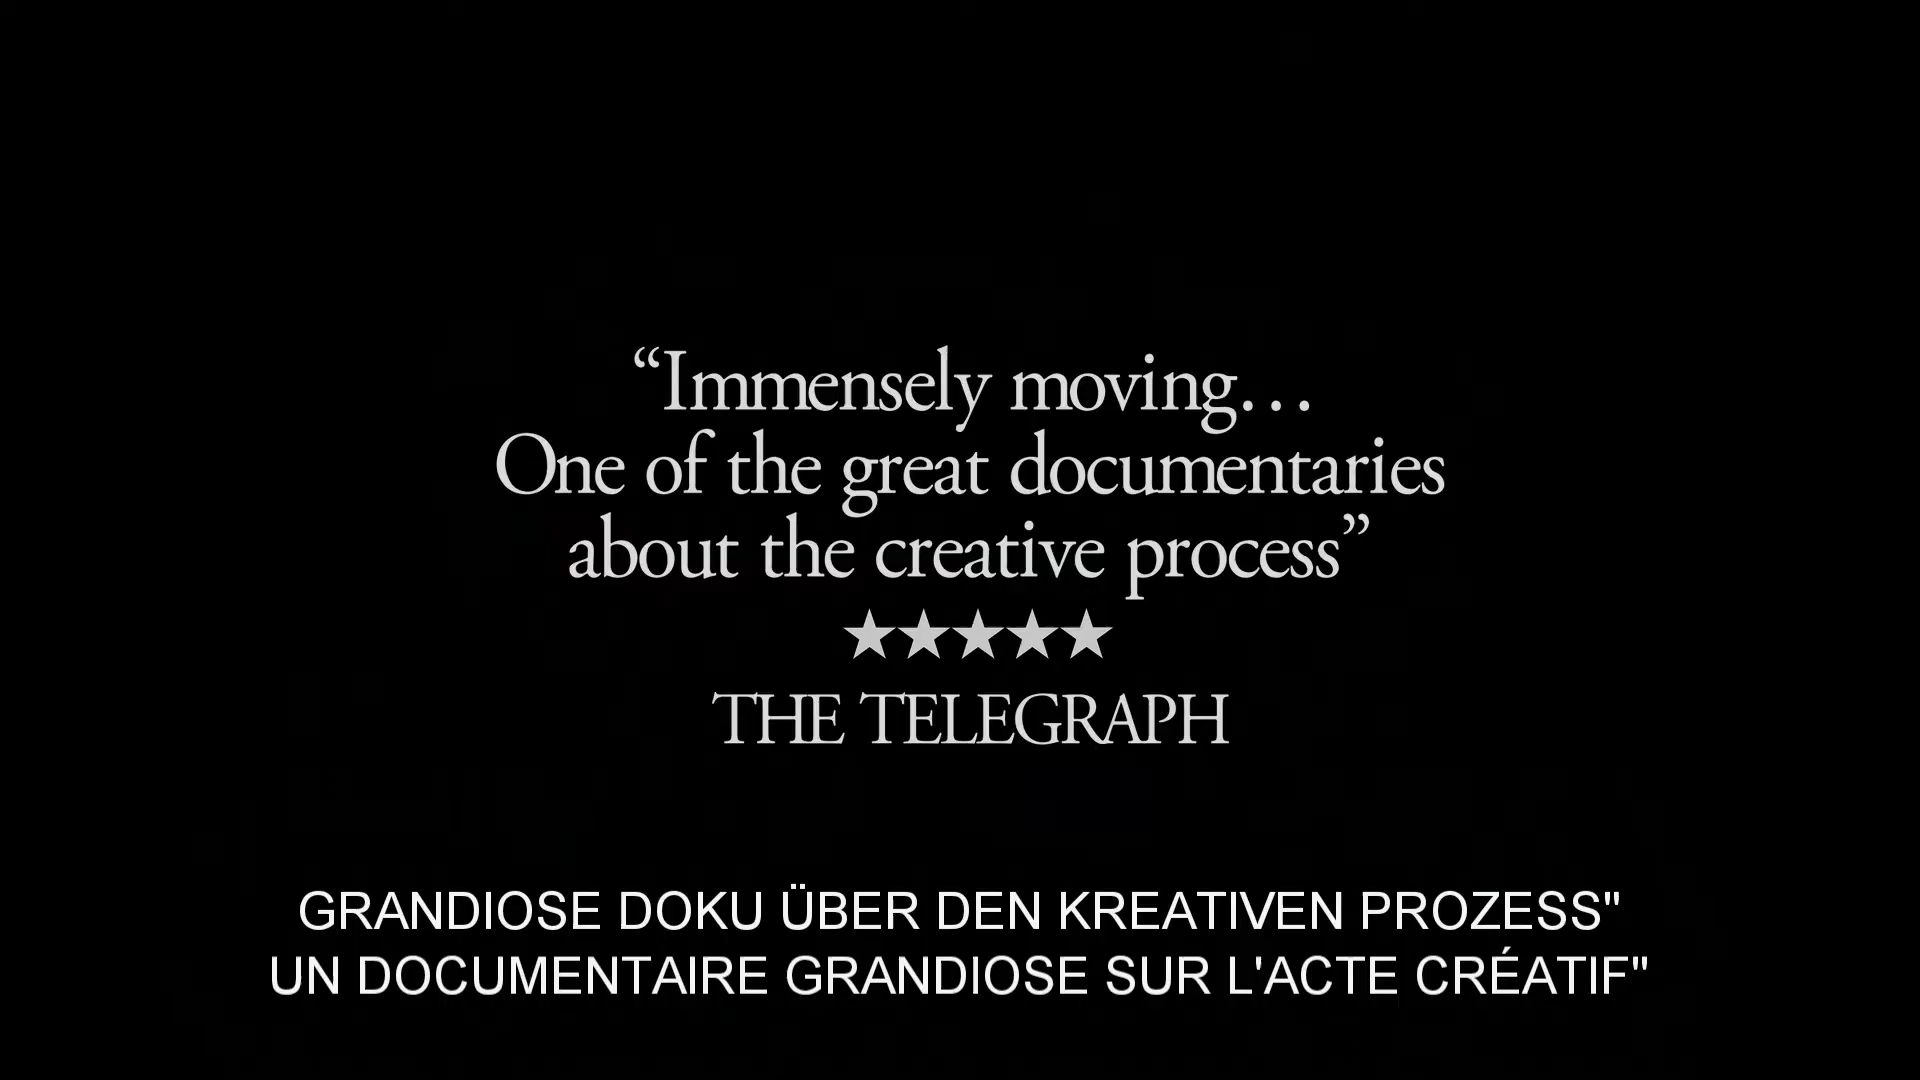 “Immensely moving…
One of the great documentaries
about the creative process”
★★★★★
THE TELEGRAPH
GRANDIOSE DOKU ÜBER DEN KREATIVEN PROZESS"
UN DOCUMENTAIRE GRANDIOSE SUR L'ACTE CRÉATIF"